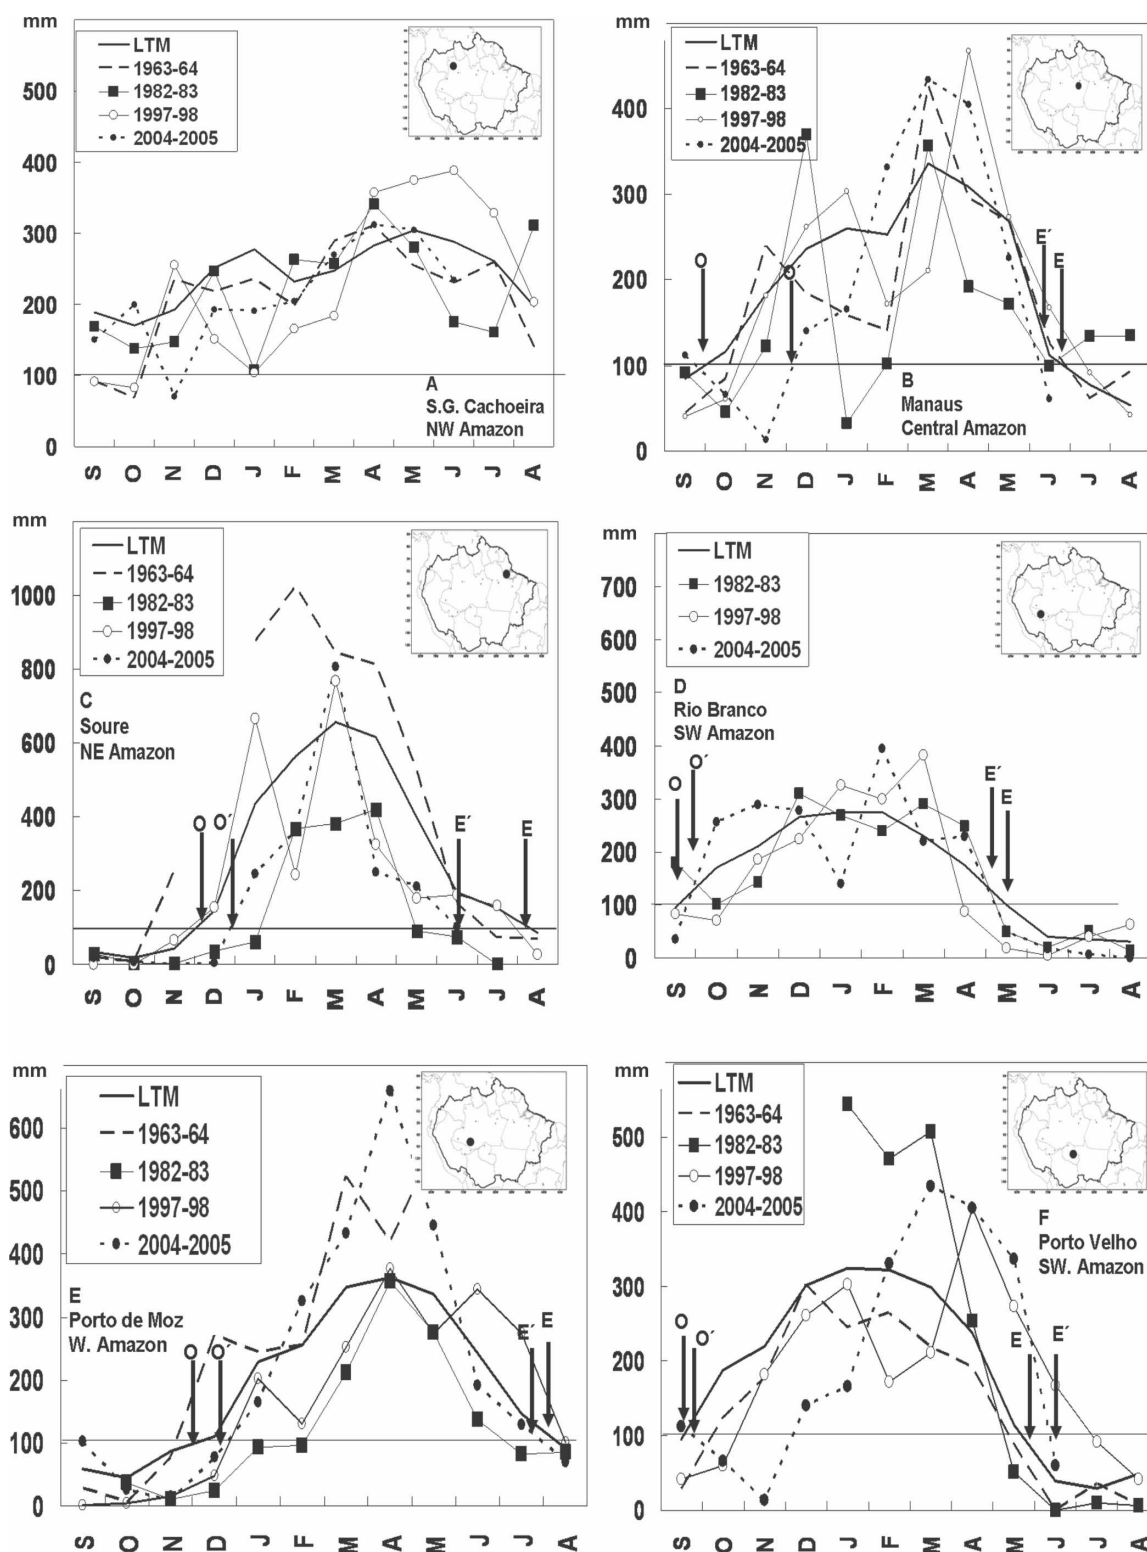 mm
LTM
1963-64
1982-83
1997-98
2004-2005
500
400
300
200
100
0
A
S.G. Cachoeira
NW Amazon
S O N D J F M A M J J A
mm
LTM
1963-64
1982-83
1997-98
2004-2005
400
300
200
100
0
O
O
E´
E
B
Manaus
Central Amazon
S O N D J F M A M J J A
mm
LTM
1963-64
1982-83
1997-98
2004-2005
1000
800
600
400
200
0
C
Soure
NE Amazon
O O´
E´ E
S O N D J F M A M J J A
mm
LTM
1982-83
1997-98
2004-2005
700
600
500
400
300
200
100
0
D
Rio Branco
SW Amazon
O O´
E´ E
S O N D J F M A M J J A
mm
LTM
1963-64
1982-83
1997-98
2004-2005
600
500
400
300
200
100
0
E
Porto de Moz
W. Amazon
O O´
E´ E
S O N D J F M A M J J A
mm
LTM
1963-64
1982-83
1997-98
2004-2005
500
400
300
200
100
0
F
Porto Velho
SW. Amazon
O O´
E E´
S O N D J F M A M J J A